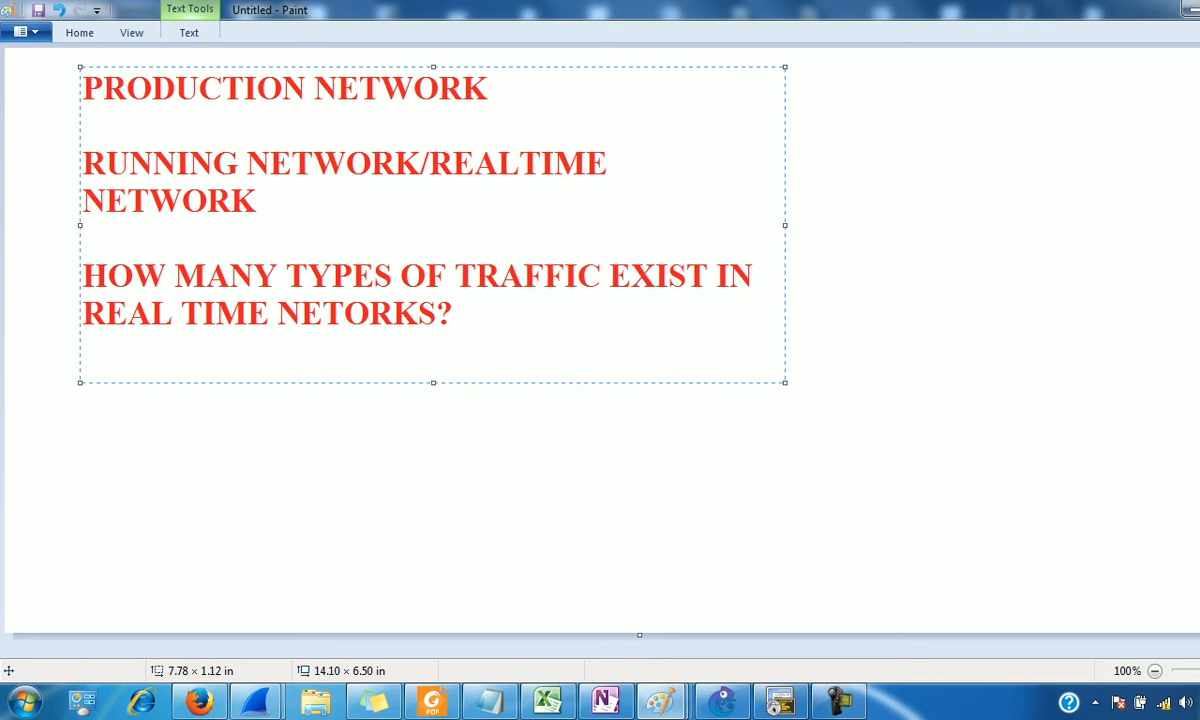 Text Tools
Untitled - Paint
Home
View
Text
PRODUCTION NETWORK
RUNNING NETWORK/REALTIME
NETWORK
HOW MANY TYPES OF TRAFFIC EXIST IN
REAL TIME NETORKS?
7.78 × 1.12 in
14.10 × 6.50 in
100%
PDF